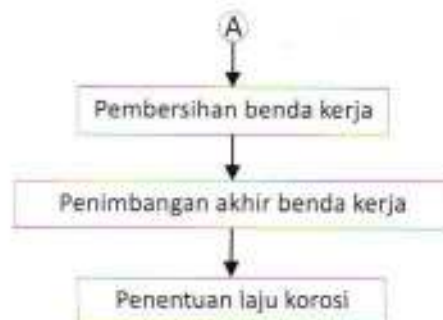 A
Pembersihan benda kerja
Penimbangan akhir benda kerja
Penentuan laju korosi